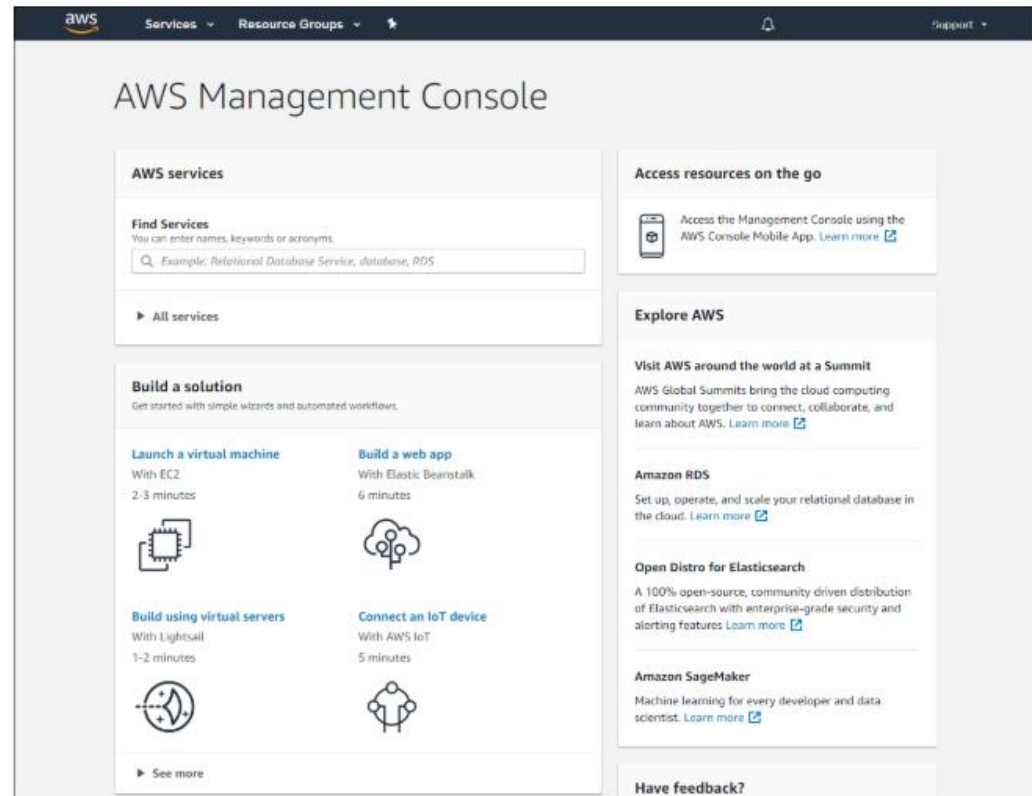 aws Services Resource Groups Support
AWS Management Console
AWS services
Find Services
You can enter names, keywords or acronyms.
Example: Relational Database Service, database, RDS
All services
Build a solution
Get started with simple wizards and automated workflows.
Launch a virtual machine
With EC2
2-3 minutes
Build a web app
With Elastic Beanstalk
6 minutes
Build using virtual servers
With Lightsail
1-2 minutes
Connect an IoT device
With AWS IoT
5 minutes
See more
Access resources on the go
Access the Management Console using the
AWS Console Mobile App. Learn more
Explore AWS
Visit AWS around the world at a Summit
AWS Global Summits bring the cloud computing
community together to connect, collaborate, and
learn about AWS. Learn more
Amazon RDS
Set up, operate, and scale your relational database in
the cloud. Learn more
Open Distro for Elasticsearch
A 100% open-source, community driven distribution
of Elasticsearch with enterprise-grade security and
alerting features Learn more
Amazon SageMaker
Machine learning for every developer and data
scientist. Learn more
Have feedback?